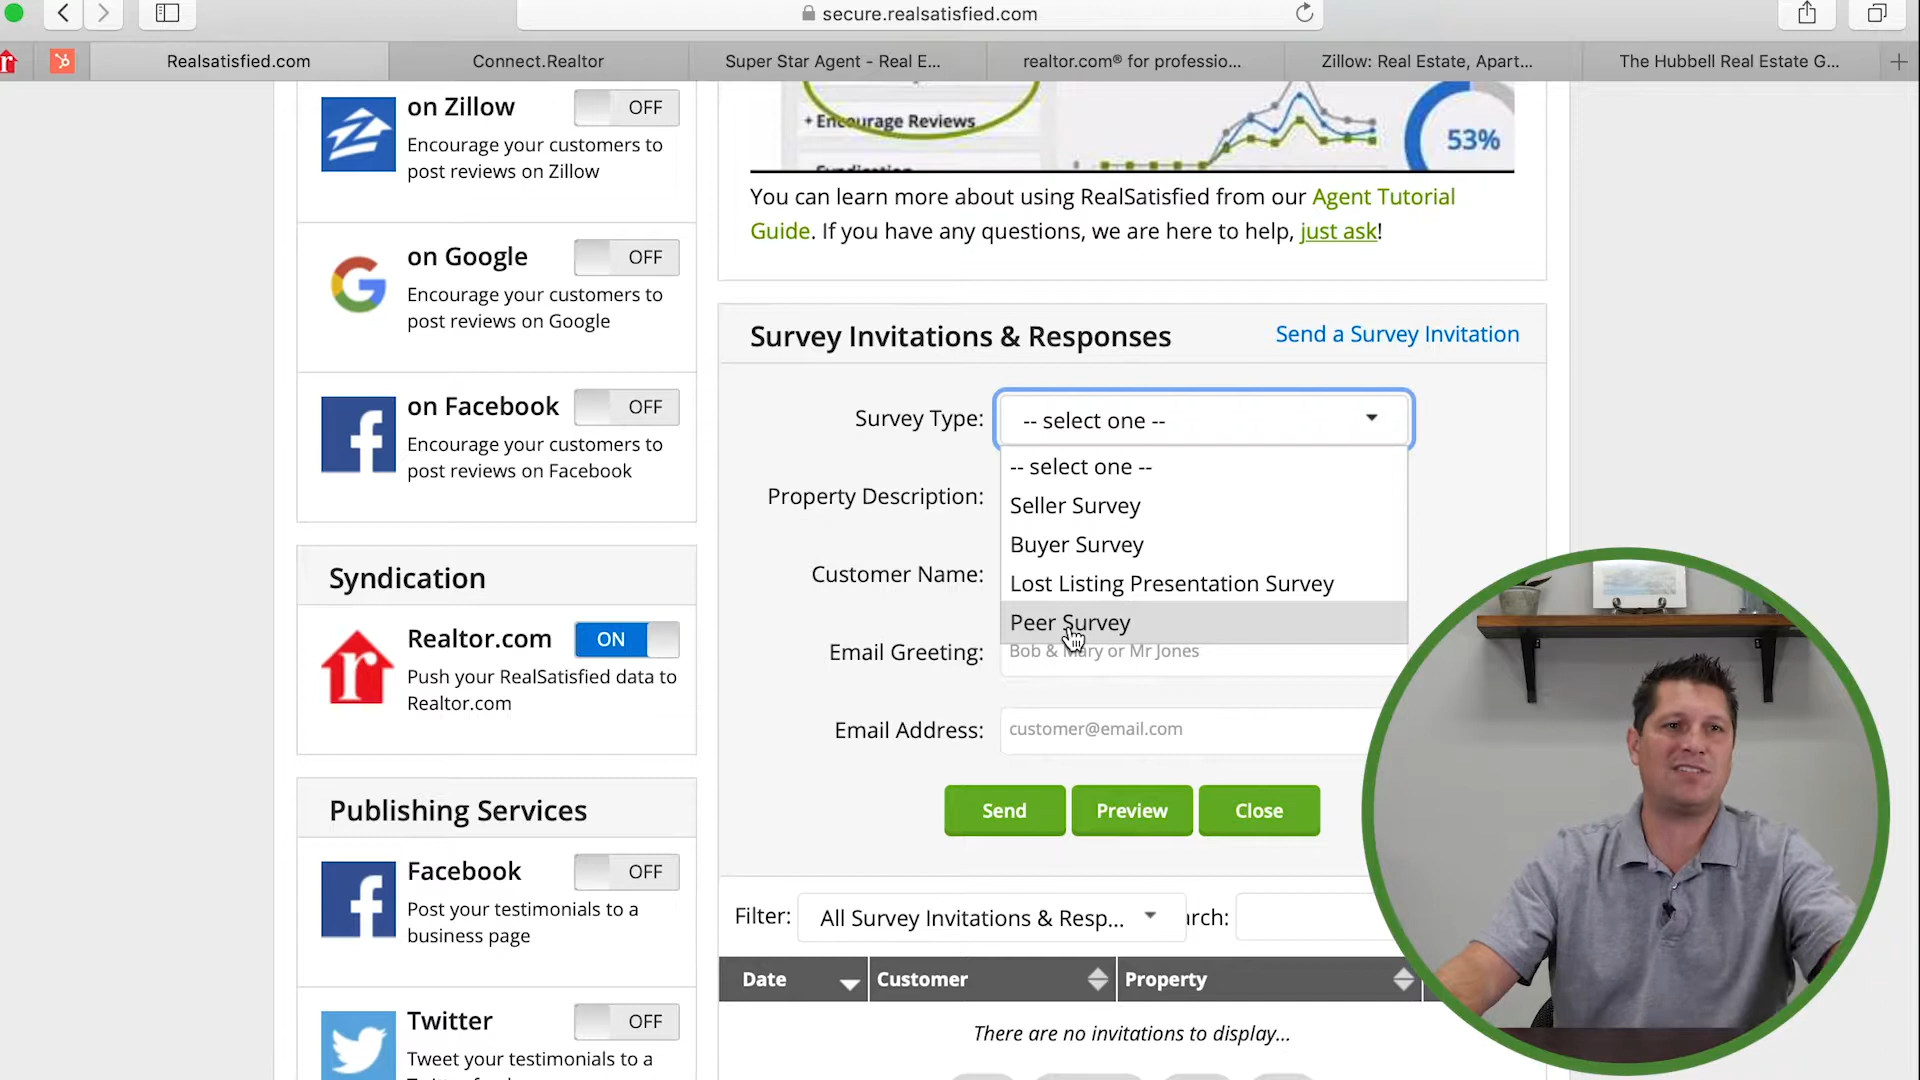 secure.realsatisfied.com
Realsatisfied.com
Connect.Realtor
Super Star Agent - Real E...
realtor.com® for professio...
Zillow: Real Estate, Apart...
The Hubbell Real Estate G...
on Zillow
OFF
Encourage your customers to
post reviews on Zillow
on Google
OFF
Encourage your customers to
post reviews on Google
on Facebook
OFF
Encourage your customers to
post reviews on Facebook
Syndication
Realtor.com
ON
Push your RealSatisfied data to
Realtor.com
Publishing Services
Facebook
OFF
Post your testimonials to a
business page
Twitter
OFF
Tweet your testimonials to a
+ Encourage Reviews
53%
You can learn more about using RealSatisfied from our Agent Tutorial
Guide. If you have any questions, we are here to help, just ask!
Survey Invitations & Responses
Send a Survey Invitation
Survey Type:
-- select one --
-- select one --
Seller Survey
Buyer Survey
Lost Listing Presentation Survey
Peer Survey
Property Description:
Customer Name:
Email Greeting:
Bob & Mary or Mr Jones
Email Address:
customer@email.com
Send
Preview
Close
Filter:
All Survey Invitations & Resp...
arch:
Date
Customer
Property
There are no invitations to display...